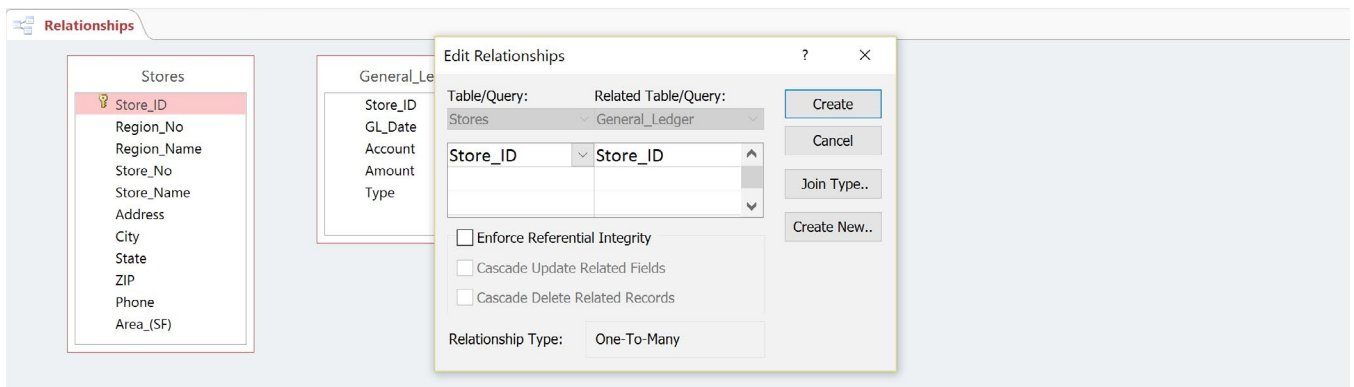 Relationships
Stores
Store_ID
Region_No
Region_Name
Store_No
Store_Name
Address
City
State
ZIP
Phone
Area_(SF)
General_Le
Store_ID
GL_Date
Account
Amount
Type
Edit Relationships ? ×
Table/Query: Related Table/Query:
Stores General_Ledger
Store_ID Store_ID
Enforce Referential Integrity
Cascade Update Related Fields
Cascade Delete Related Records
Relationship Type: One-To-Many
Create
Cancel
Join Type..
Create New..